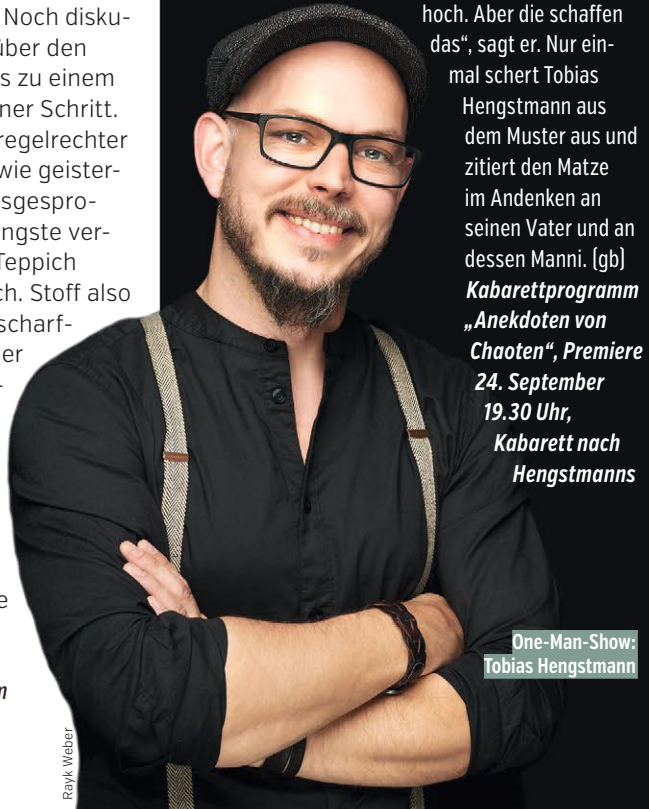 Noch disku-
über den
s zu einem
ner Schritt.
regelrechter
wie geister-
sgespro-
ngste ver-
Teppich
ch. Stoff also
scharf-
er
-
e
n
hoch. Aber die schaffen
das“, sagt er. Nur ein-
mal schert Tobias
Hengstmann aus
dem Muster aus und
zitiert den Matze
im Andenken an
seinen Vater und an
dessen Manni. (gb)
Kabarettprogramm
„Anekdoten von
Chaoten“, Premiere
24. September
19.30 Uhr,
Kabarett nach
Hengstmanns
One-Man-Show:
Tobias Hengstmann
Rayk Weber